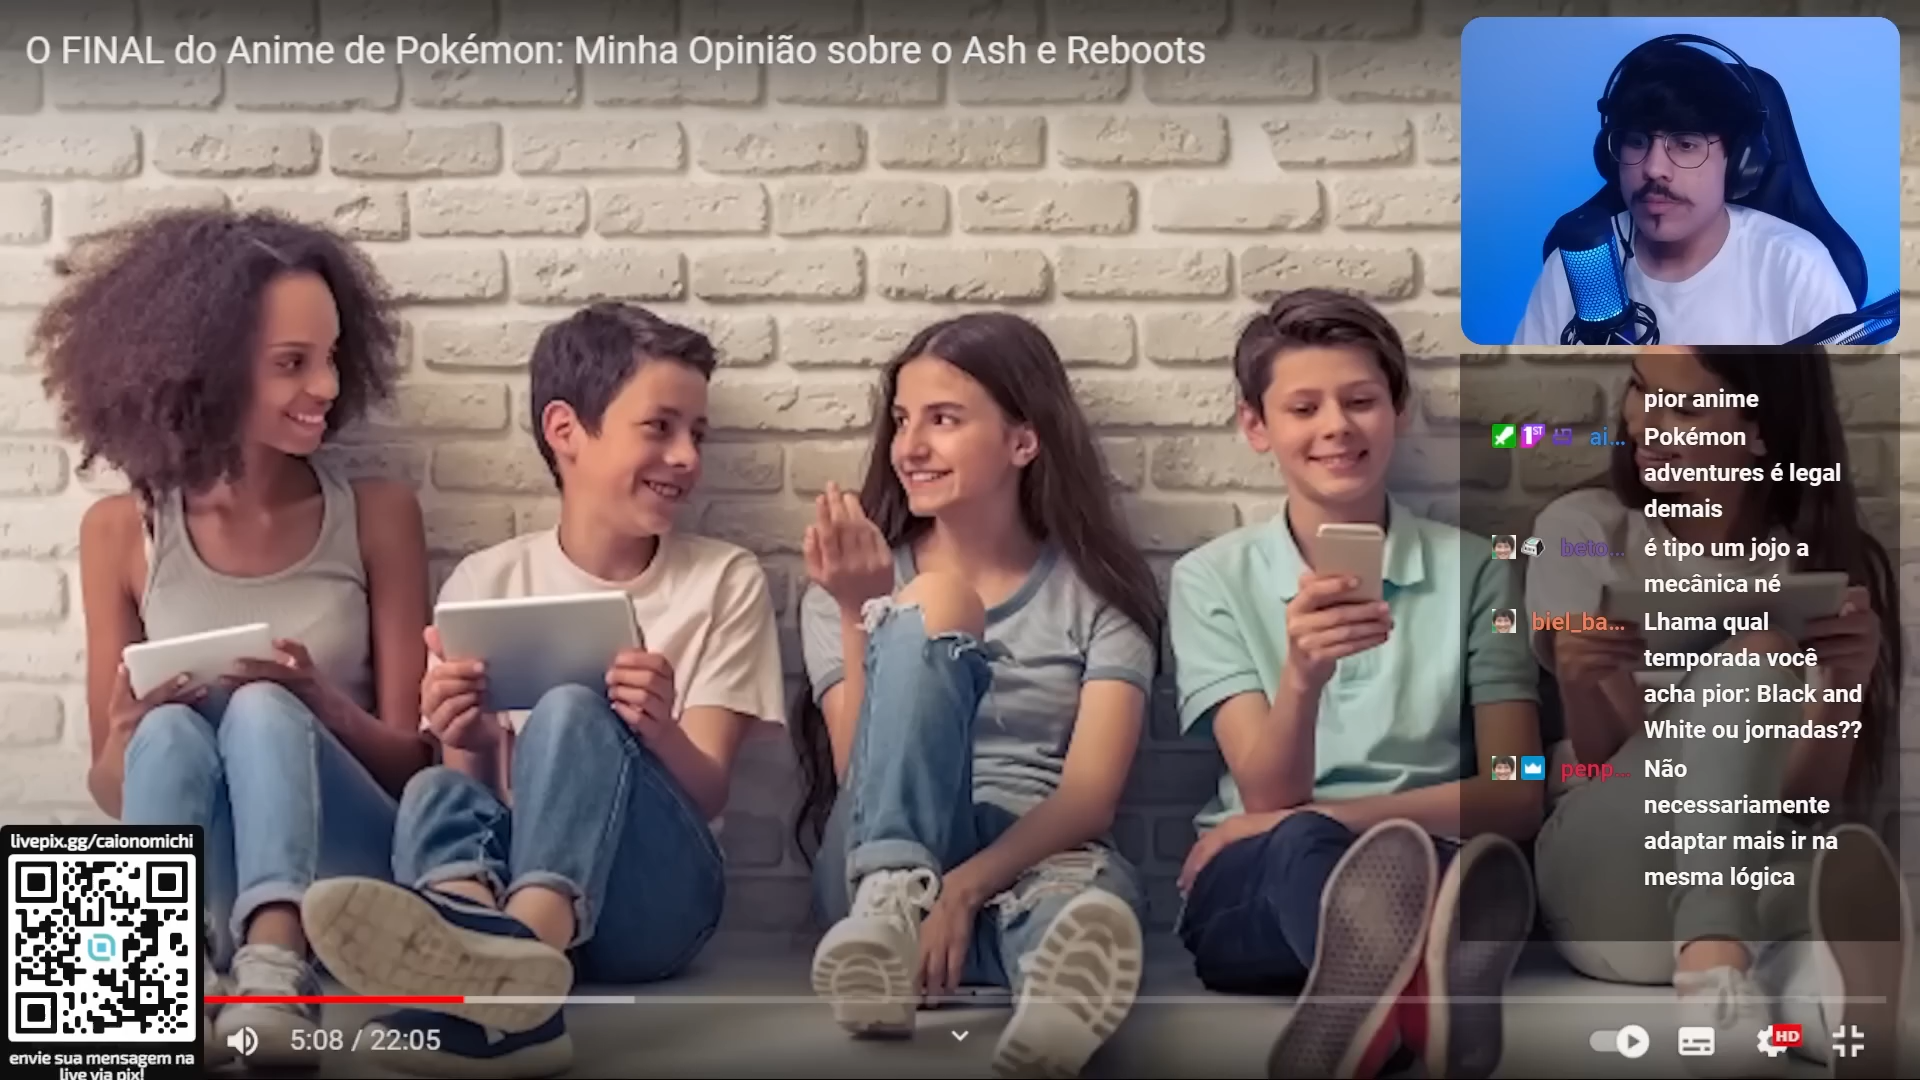 O FINAL do Anime de Pokémon: Minha Opinião sobre o Ash e Reboots
pior anime
1ST ai... Pokémon
adventures é legal
demais
beto... é tipo um jojo a
mecânica né
biel_ba... Lhama qual
temporada você
acha pior: Black and
White ou jornadas??
penp... Não
necessariamente
adaptar mais ir na
mesma lógica
livepix.gg/caionomichi
envie sua mensagem na
live via pix!
5:08 / 22:05
HD